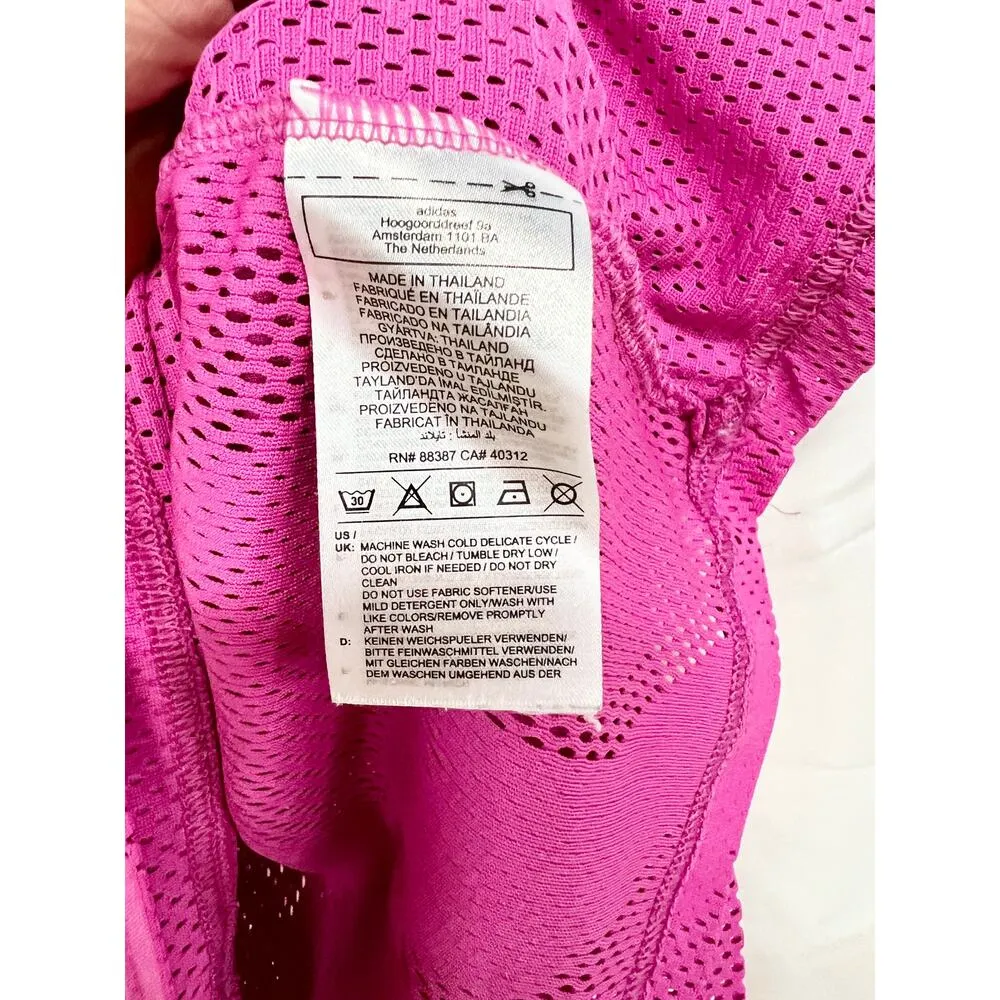 adidas
Hoogoorddreef 9a
Amsterdam 1101 BA
The Netherlands
MADE IN THAILAND
FABRIQUÉ EN THAÏLANDE
FABRICADO EN TAILANDIA
FABRICADO NA TAILÂNDIA
GYÁRTVA: THAILAND
ПРОИЗВЕДЕНО В ТАЙЛАНД
СДЕЛАНО В ТАИЛАНДЕ
PROIZVEDENO U TAJLANDU
TAYLAND'DA IMAL EDILMIŞTIR.
ТАЙЛАНДТА ЖАСАЛҒАН
PROIZVEDENO NA TAJLANDU
FABRICAT ÎN THAILANDA
بلد المنشأ : تايلاند
RN# 88387 CA# 40312
30
US /
UK: MACHINE WASH COLD DELICATE CYCLE /
DO NOT BLEACH / TUMBLE DRY LOW /
COOL IRON IF NEEDED / DO NOT DRY
CLEAN
DO NOT USE FABRIC SOFTENER/USE
MILD DETERGENT ONLY/WASH WITH
LIKE COLORS/REMOVE PROMPTLY
AFTER WASH
D: KEINEN WEICHSPUELER VERWENDEN/
BITTE FEINWASCHMITTEL VERWENDEN/
MIT GLEICHEN FARBEN WASCHEN/NACH
DEM WASCHEN UMGEHEND AUS DER